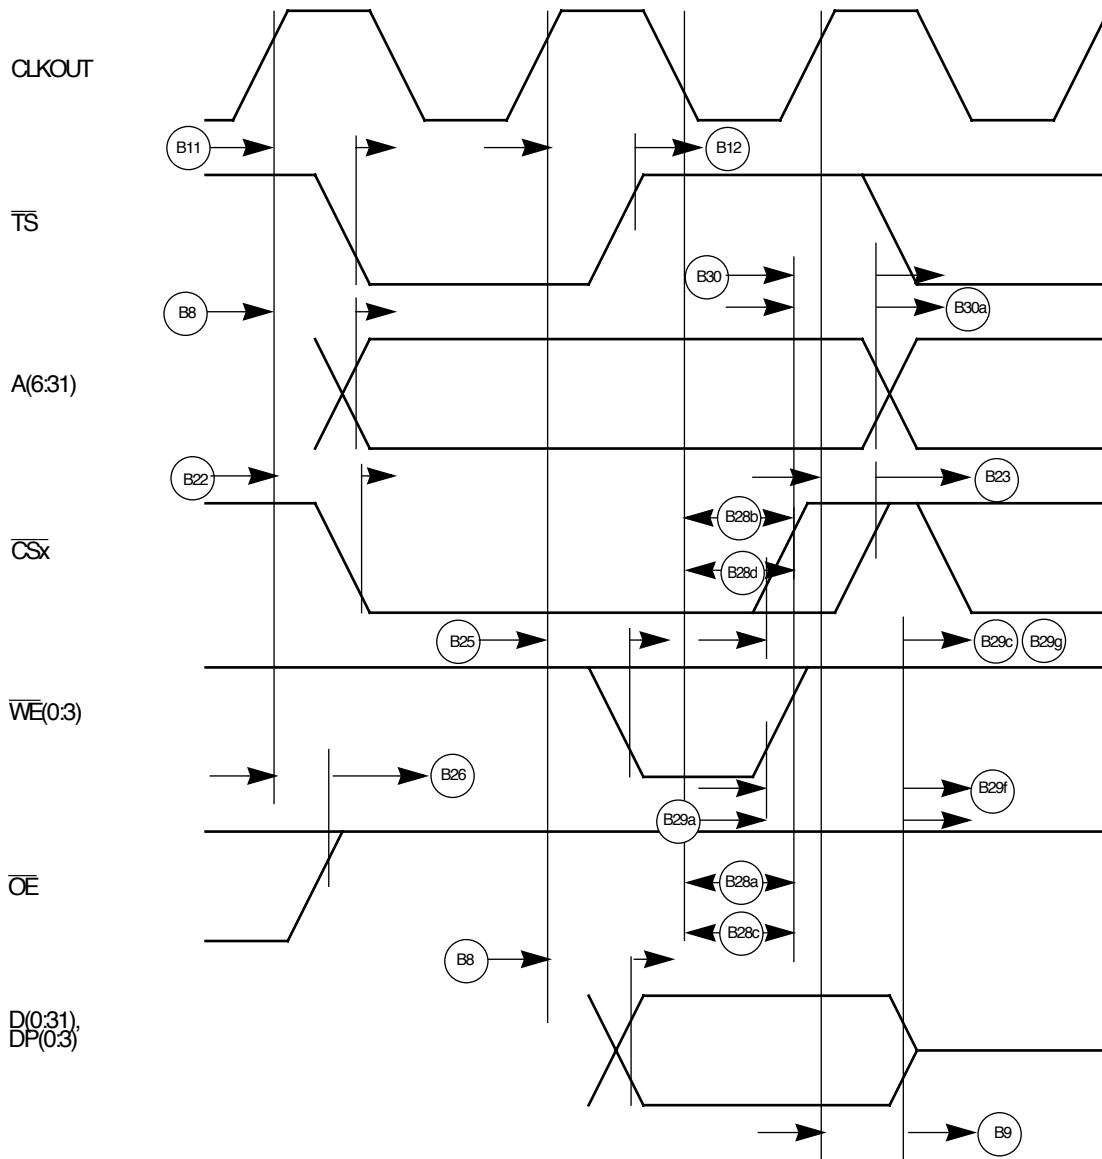 CLKOUT
B11
B12
TS
B30
B8
B30a
A(6:31)
B22
B23
B28b
CSx
B28d
B25
B29c
B29g
WE(0:3)
B26
B29f
B29a
OE
B28a
B28c
B8
D(0:31),
DP(0:3)
B9